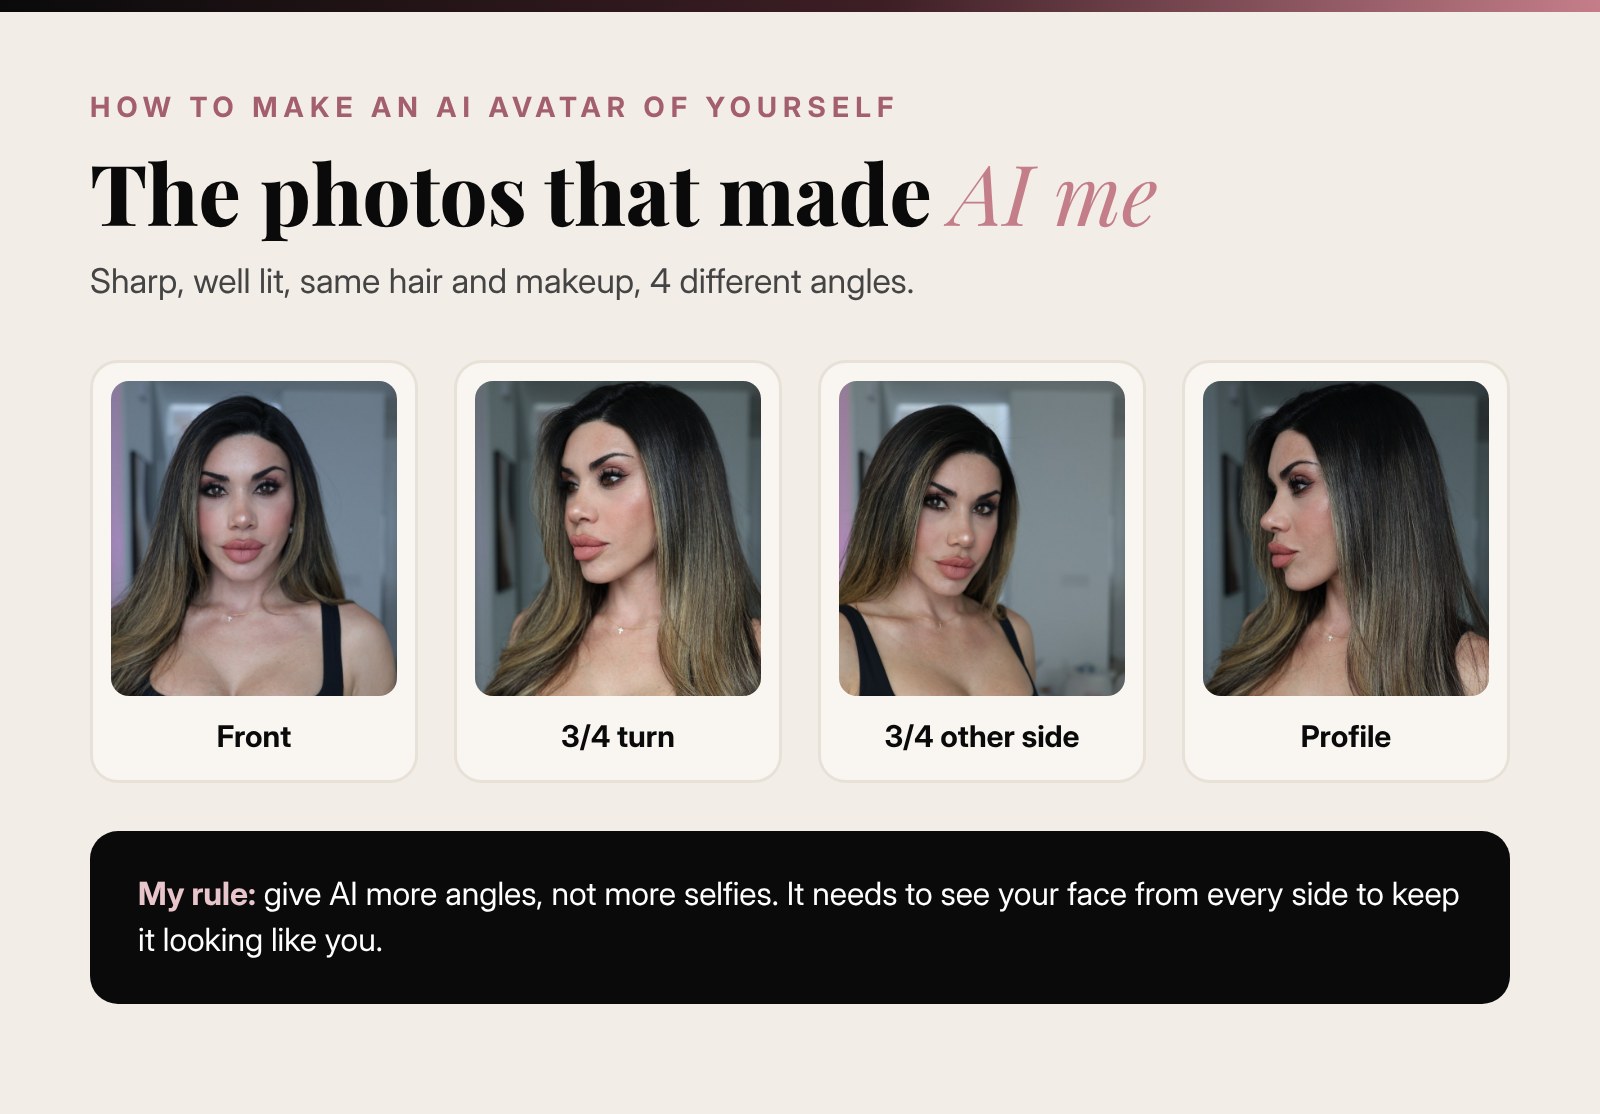 HOW TO MAKE AN AI AVATAR OF YOURSELF
The photos that made AI me
Sharp, well lit, same hair and makeup, 4 different angles.
Front
3/4 turn
3/4 other side
Profile
My rule: give AI more angles, not more selfies. It needs to see your face from every side to keep
it looking like you.